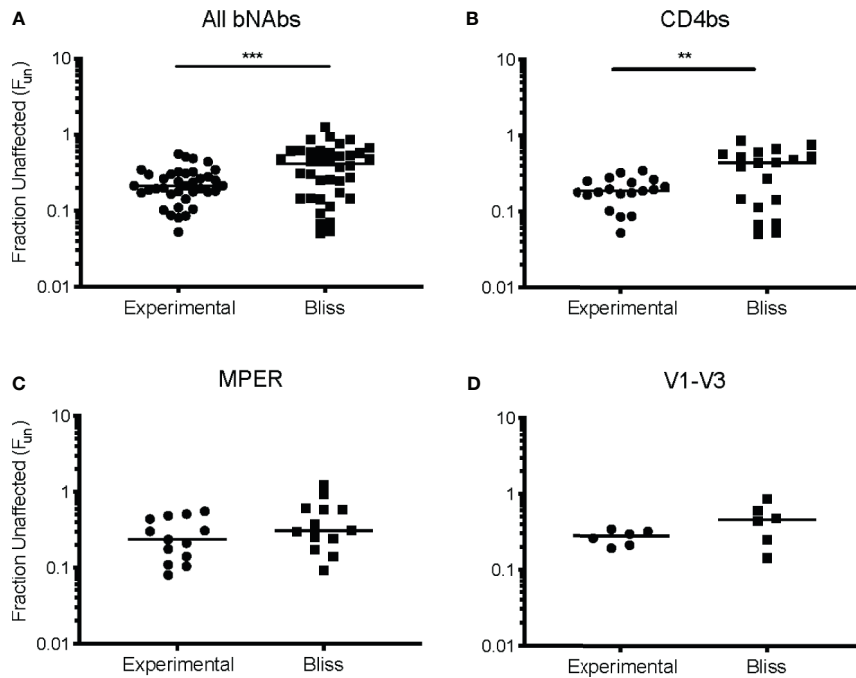 A
All bNAbs
Fraction Unaffected (Fun)
10
1
0.1
0.01
***
Experimental
Bliss
B
CD4bs
10
1
0.1
0.01
**
Experimental
Bliss
C
MPER
Fraction Unaffected (Fun)
10
1
0.1
0.01
Experimental
Bliss
D
V1-V3
10
1
0.1
0.01
Experimental
Bliss